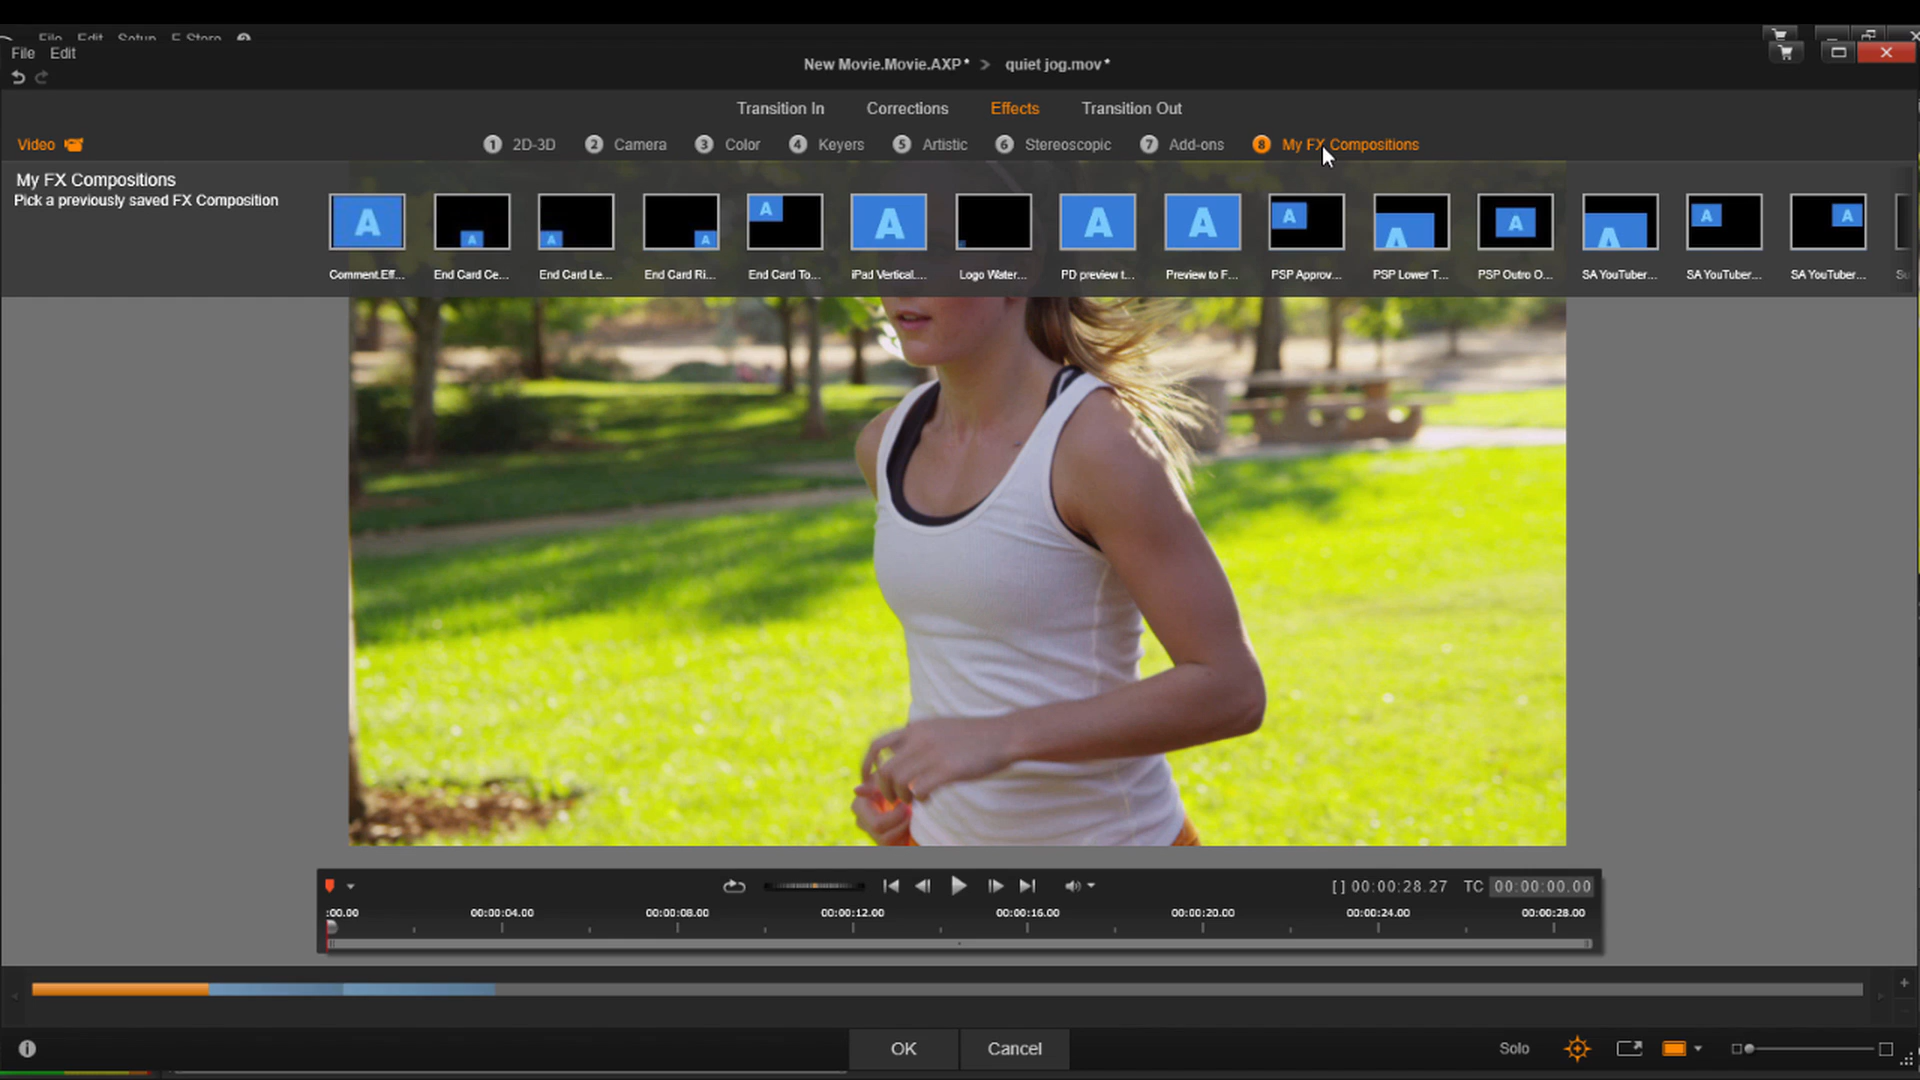 File Edit Setup E-Store ?
File Edit
New Movie.Movie.AXP* > quiet jog.mov*
Transition In Corrections Effects Transition Out
Video 1 2D-3D 2 Camera 3 Color 4 Keyers 5 Artistic 6 Stereoscopic 7 Add-ons 8 My FX Compositions
My FX Compositions
Pick a previously saved FX Composition
A A A A A A A A A A A A A A
Comment.Eff... End Card Ce... End Card Le... End Card Ri... End Card To... iPad Vertical.... Logo Water... PD preview t... Preview to F... PSP Approv... PSP Lower T... PSP Outro O... SA YouTuber... SA YouTuber... SA YouTuber... Su
[] 00:00:28.27 TC 00:00:00.00
:00.00 00:00:04.00 00:00:08.00 00:00:12.00 00:00:16.00 00:00:20.00 00:00:24.00 00:00:28.00
OK Cancel Solo